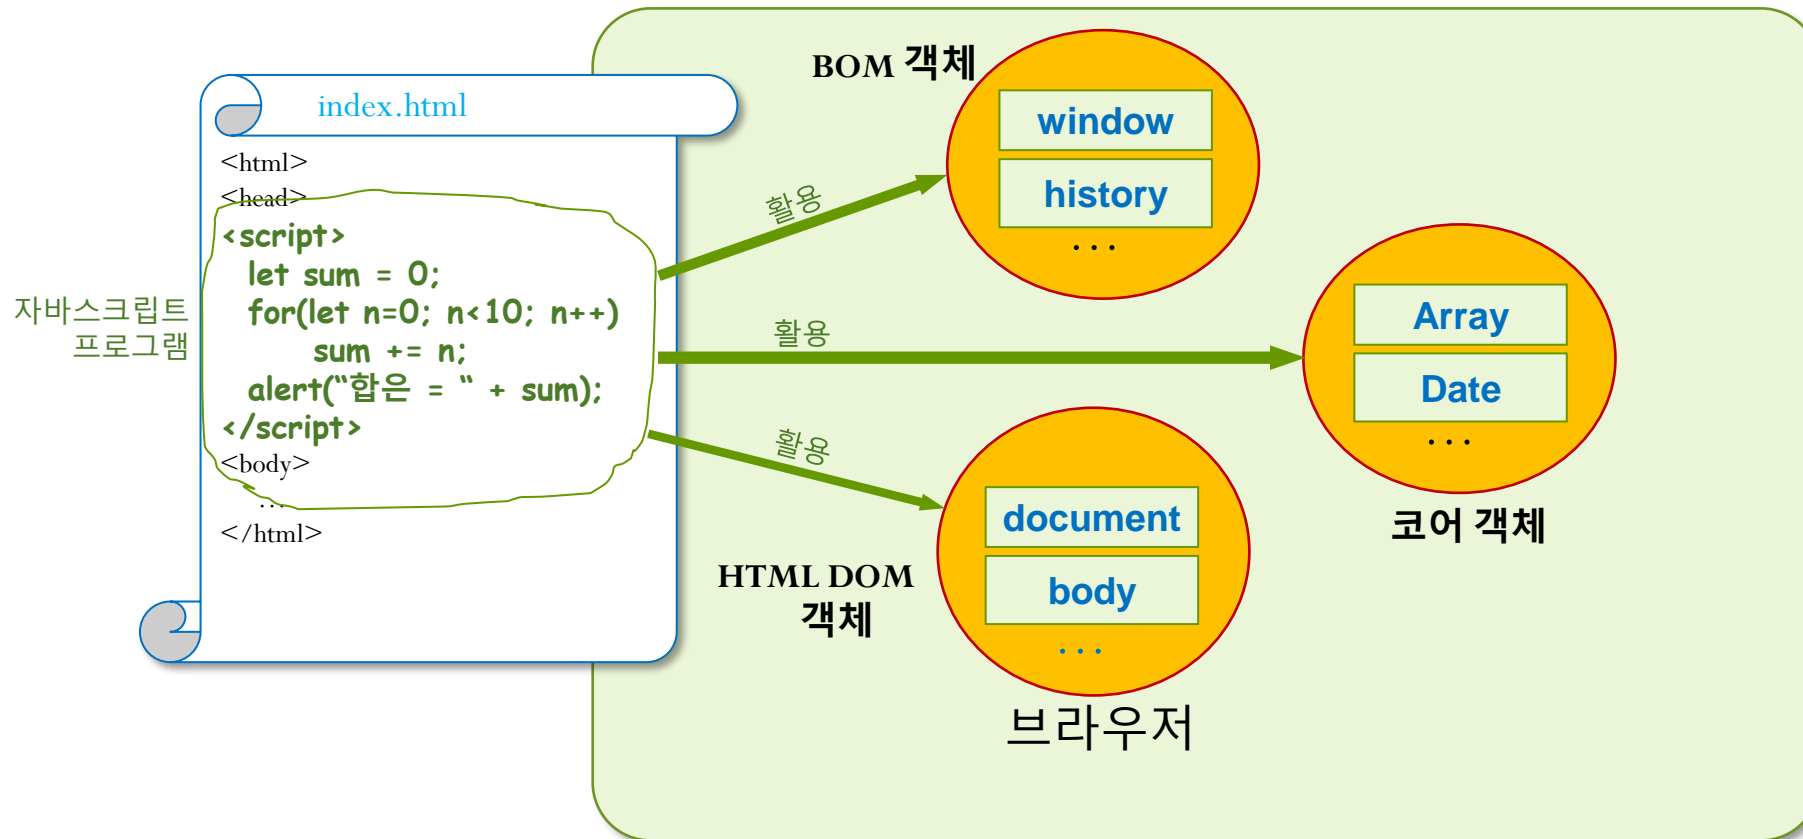 index.html
<html>
<head>
<script>
let sum = 0;
for(let n=0; n<10; n++)
sum += n;
alert(“합은 = “ + sum);
</script>
<body>
...
</html>
자바스크립트
프로그램
활용
활용
활용
BOM 객체
window
history
...
Array
Date
...
코어 객체
HTML DOM
객체
document
body
...
브라우저